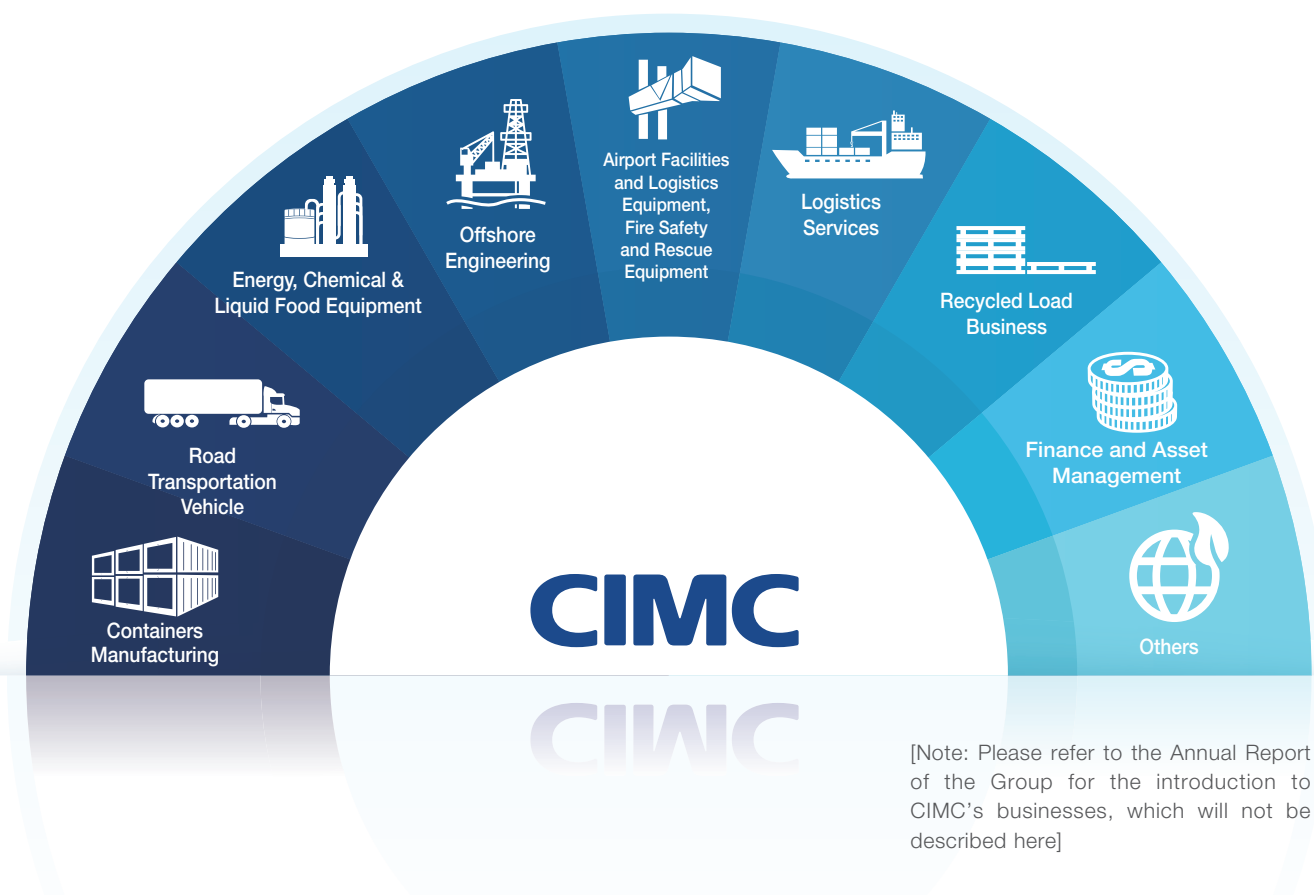 Containers
Manufacturing
Road
Transportation
Vehicle
Energy, Chemical &
Liquid Food Equipment
Offshore
Engineering
Airport Facilities
and Logistics
Equipment,
Fire Safety
and Rescue
Equipment
Logistics
Services
Recycled Load
Business
Finance and Asset
Management
Others
CIMC
[Note: Please refer to the Annual Report
of the Group for the introduction to
CIMC's businesses, which will not be
described here]